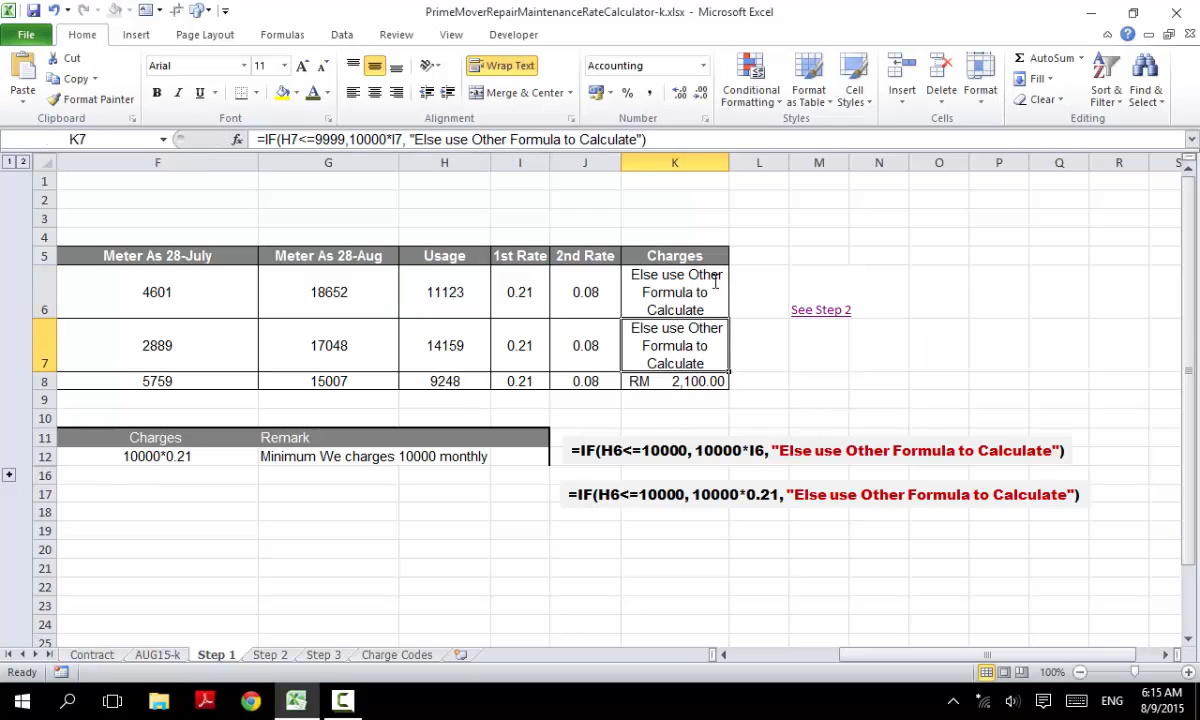 PrimeMoverRepairMaintenanceRateCalculator-k.xlsx - Microsoft Excel
File Home Insert Page Layout Formulas Data Review View Developer
Paste
Cut
Copy
Format Painter
Clipboard
Arial 11
B I U
Font
Wrap Text
Merge & Center
Alignment
Accounting
% ,
Number
Conditional Formatting
Format as Table
Cell Styles
Styles
Insert Delete Format
Cells
Σ AutoSum
Fill
Clear
Sort & Filter
Find & Select
Editing
K7 fx =IF(H7<=9999,10000*I7, "Else use Other Formula to Calculate")
1 2 F G H I J K L M N O P Q R S
1
2
3
4
5 Meter As 28-July Meter As 28-Aug Usage 1st Rate 2nd Rate Charges
Else use Other
4601 18652 11123 0.21 0.08 Formula to
6 Calculate See Step 2
Else use Other
2889 17048 14159 0.21 0.08 Formula to
7 Calculate
8 5759 15007 9248 0.21 0.08 RM 2,100.00
9
10
11 Charges Remark
12 10000*0.21 Minimum We charges 10000 monthly
=IF(H6<=10000, 10000*I6, "Else use Other Formula to Calculate")
16
17 =IF(H6<=10000, 10000*0.21, "Else use Other Formula to Calculate")
18
19
20
21
22
23
24
25
Contract AUG15-k Step 1 Step 2 Step 3 Charge Codes
Ready 100%
ENG 6:15 AM
8/9/2015